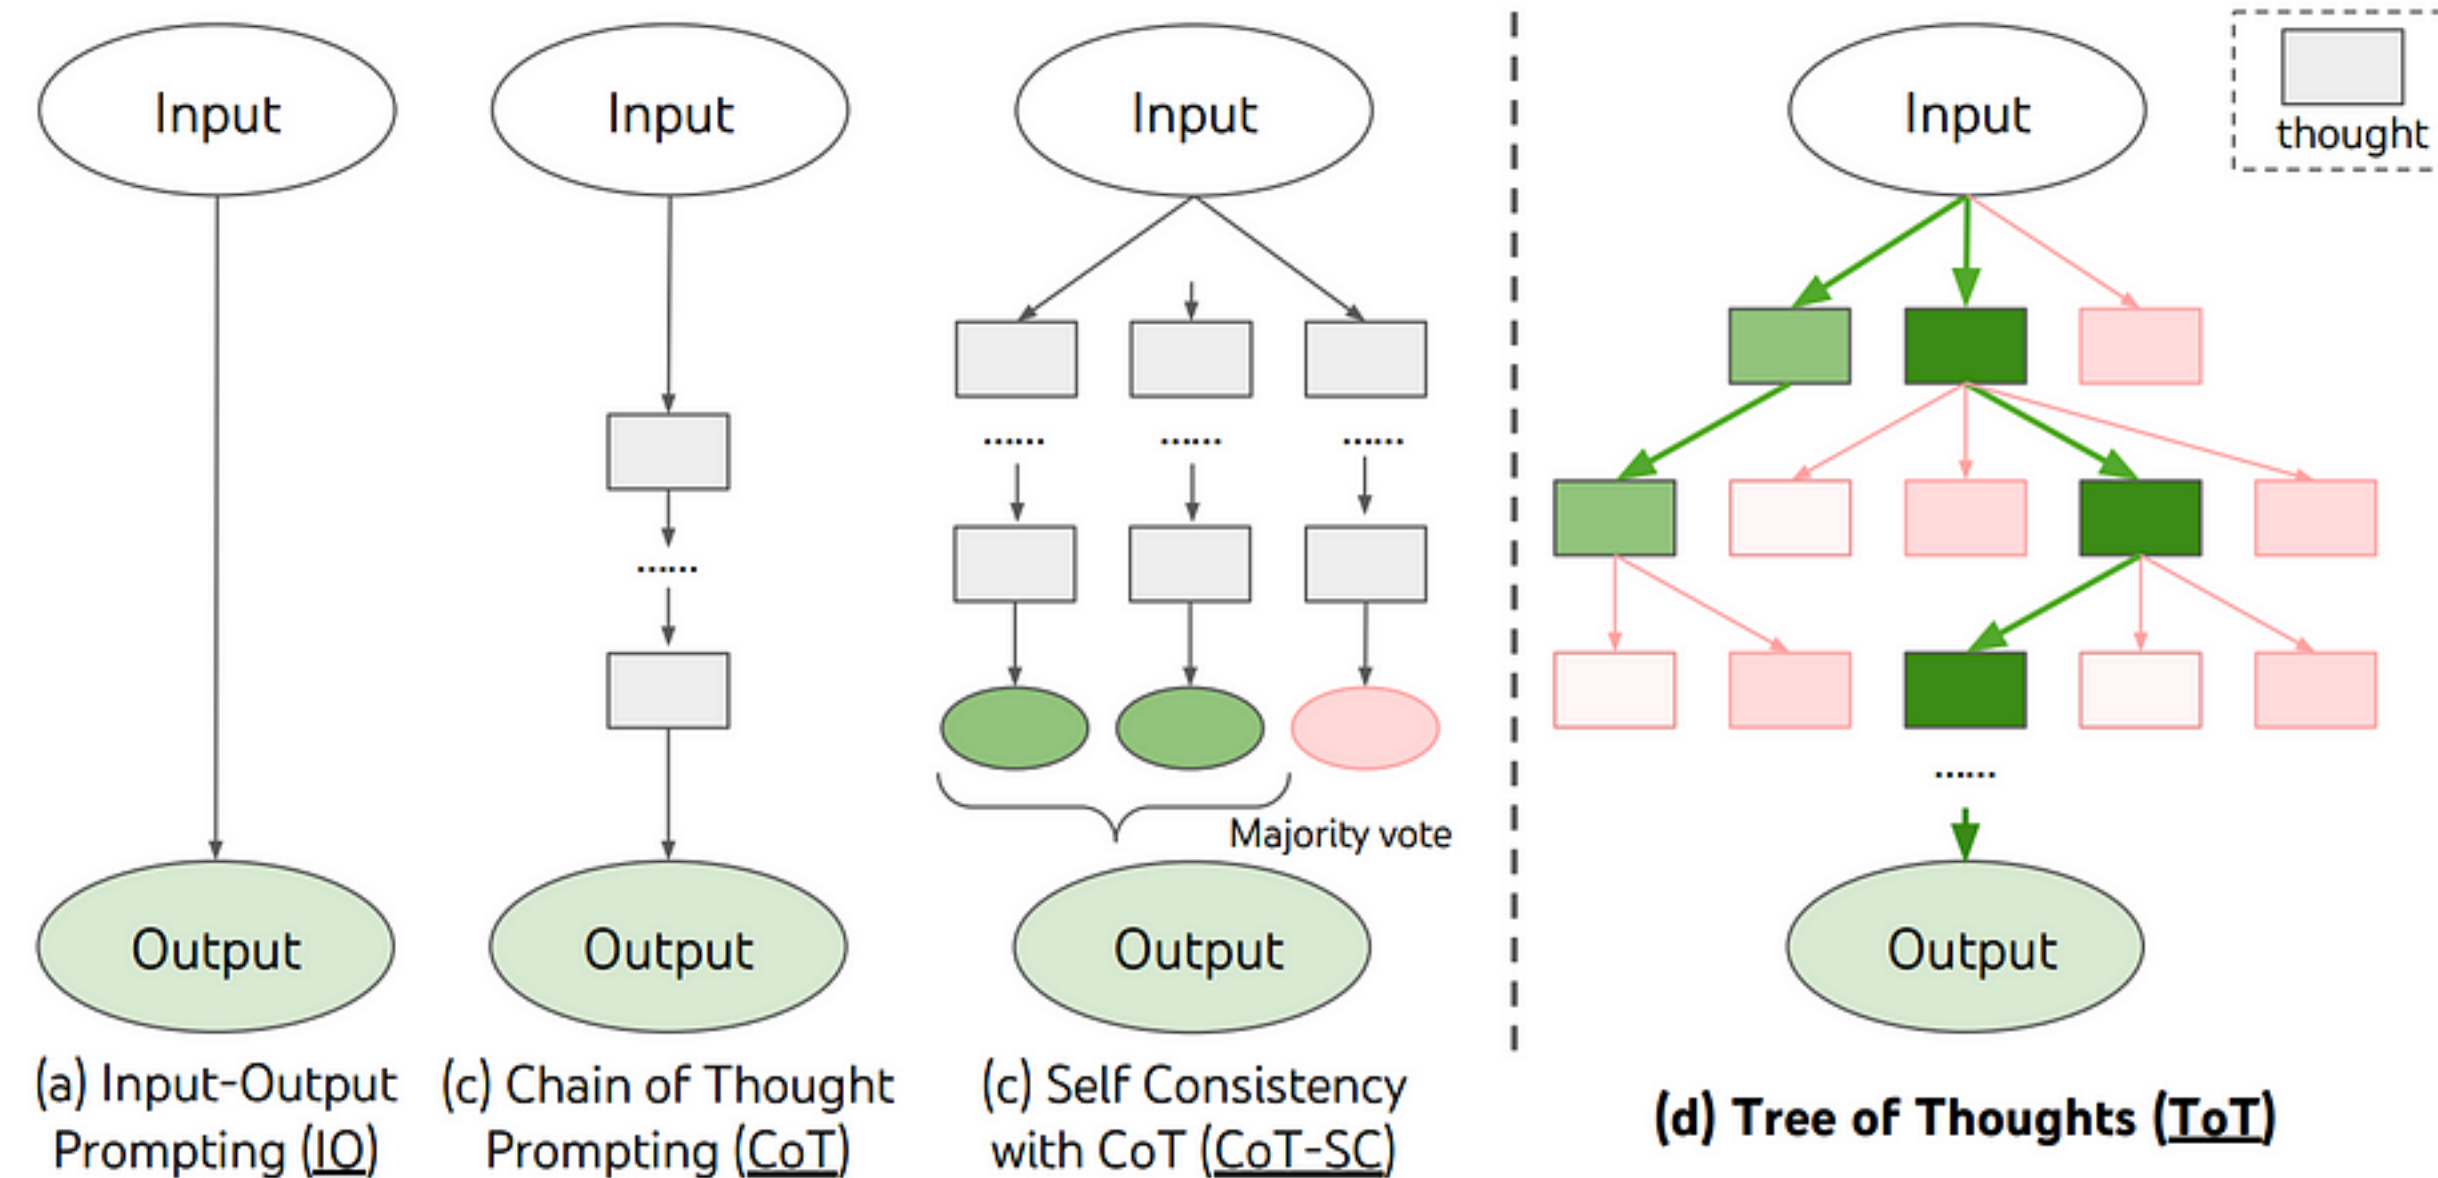 Input
Input
Input
Input
thought
......
......
......
......
......
Majority vote
Output
Output
Output
Output
(a) Input-Output
Prompting (IO)
(c) Chain of Thought
Prompting (CoT)
(c) Self Consistency
with CoT (CoT-SC)
(d) Tree of Thoughts (ToT)